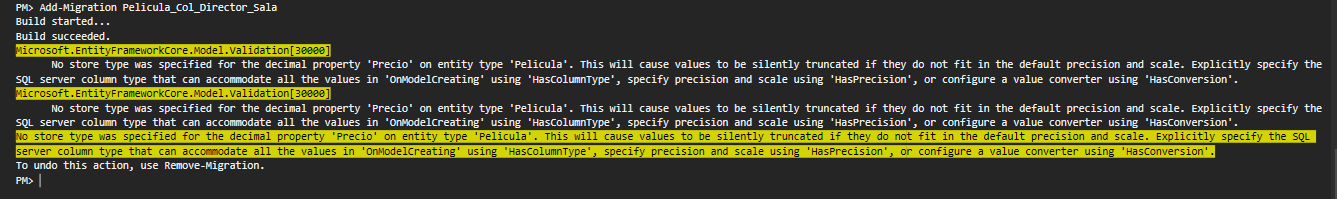 PM> Add-Migration Pelicula_Col_Director_Sala
Build started...
Build succeeded.
Microsoft.EntityFrameworkCore.Model.Validation[30000]
No store type was specified for the decimal property 'Precio' on entity type 'Pelicula'. This will cause values to be silently truncated if they do not fit in the default precision and scale. Explicitly specify the
SQL server column type that can accommodate all the values in 'OnModelCreating' using 'HasColumnType', specify precision and scale using 'HasPrecision', or configure a value converter using 'HasConversion'.
Microsoft.EntityFrameworkCore.Model.Validation[30000]
No store type was specified for the decimal property 'Precio' on entity type 'Pelicula'. This will cause values to be silently truncated if they do not fit in the default precision and scale. Explicitly specify the
SQL server column type that can accommodate all the values in 'OnModelCreating' using 'HasColumnType', specify precision and scale using 'HasPrecision', or configure a value converter using 'HasConversion'.
No store type was specified for the decimal property 'Precio' on entity type 'Pelicula'. This will cause values to be silently truncated if they do not fit in the default precision and scale. Explicitly specify the SQL
server column type that can accommodate all the values in 'OnModelCreating' using 'HasColumnType', specify precision and scale using 'HasPrecision', or configure a value converter using 'HasConversion'.
To undo this action, use Remove-Migration.
PM>